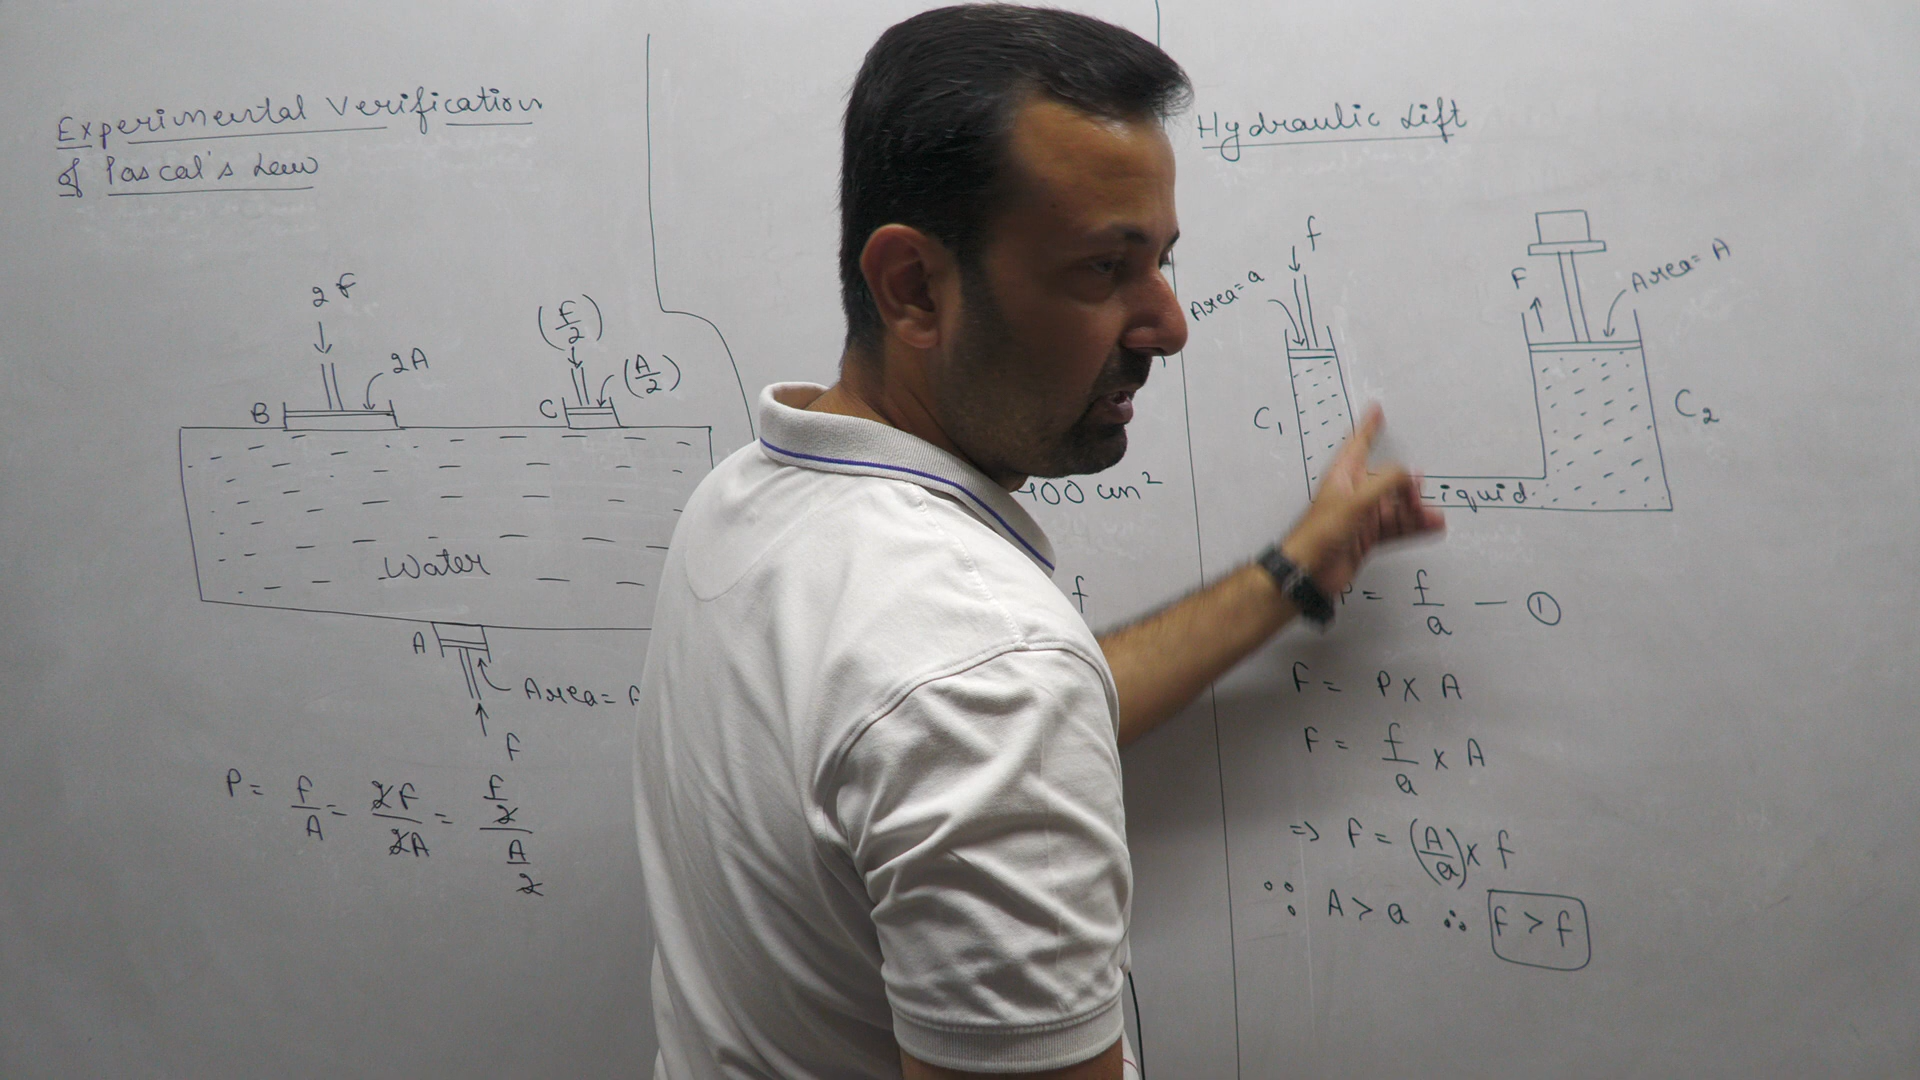 Experimental Verification
of Pascal's Law
2F
2A
B
(F/2)
(A/2)
C
Water
A
Area=
F
P = F/A = 2F/2A = F/2 / A/2
400 cm²
f
Hydraulic Lift
f
Area=a
F
Area=A
C₁
C₂
Liquid
P = f/a — ①
F = P X A
F = f/a x A
=> F = (A/a) x f
∵ A > a ∴ F > f